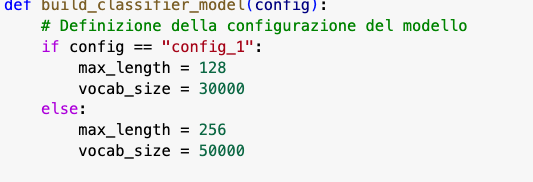 def build_classifier_model(config):
    # Definizione della configurazione del modello
    if config == "config_1":
        max_length = 128
        vocab_size = 30000
    else:
        max_length = 256
        vocab_size = 50000